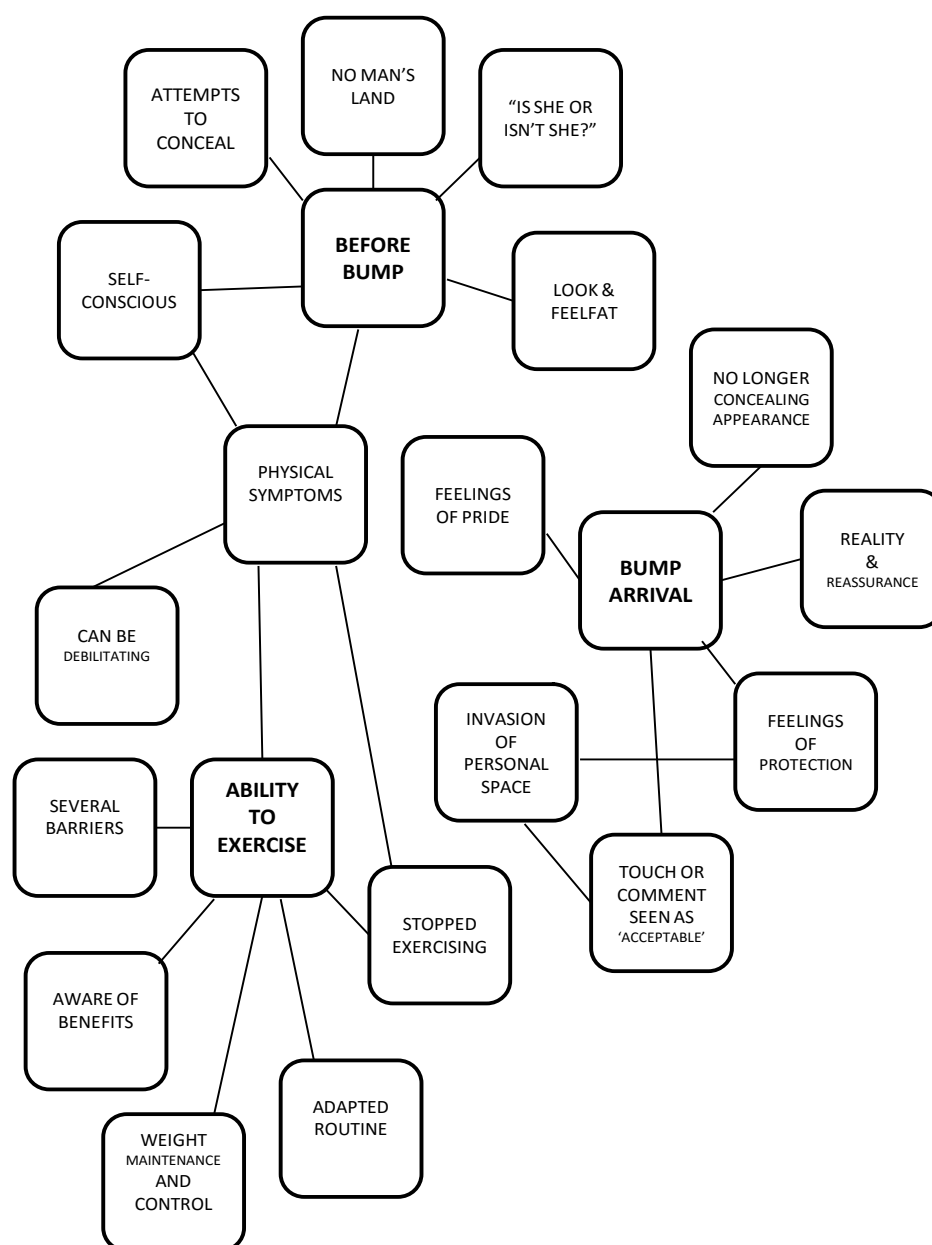 NO MAN'S
LAND
ATTEMPTS
TO
CONCEAL
“IS SHE OR
ISN'T SHE?”
BEFORE
BUMP
SELF-
CONSCIOUS
LOOK &
FEELFAT
NO LONGER
CONCEALING
APPEARANCE
PHYSICAL
SYMPTOMS
FEELINGS
OF PRIDE
BUMP
ARRIVAL
REALITY
&
REASSURANCE
CAN BE
DEBILITATING
INVASION
OF
PERSONAL
SPACE
FEELINGS
OF
PROTECTION
ABILITY
TO
EXERCISE
SEVERAL
BARRIERS
TOUCH OR
COMMENT
SEEN AS
‘ACCEPTABLE’
STOPPED
EXERCISING
AWARE OF
BENEFITS
ADAPTED
ROUTINE
WEIGHT
MAINTENANCE
AND
CONTROL